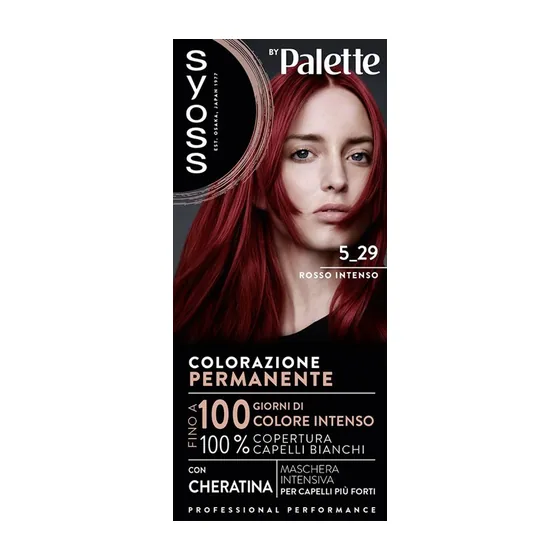 syoss
EST. OSAKA, JAPAN 1977
BY Palette
5_29
ROSSO INTENSO
COLORAZIONE
PERMANENTE
FINO A 100 GIORNI DI
COLORE INTENSO
100% COPERTURA
CAPELLI BIANCHI
CON
CHERATINA
MASCHERA
INTENSIVA
PER CAPELLI PIÙ FORTI
PROFESSIONAL PERFORMANCE